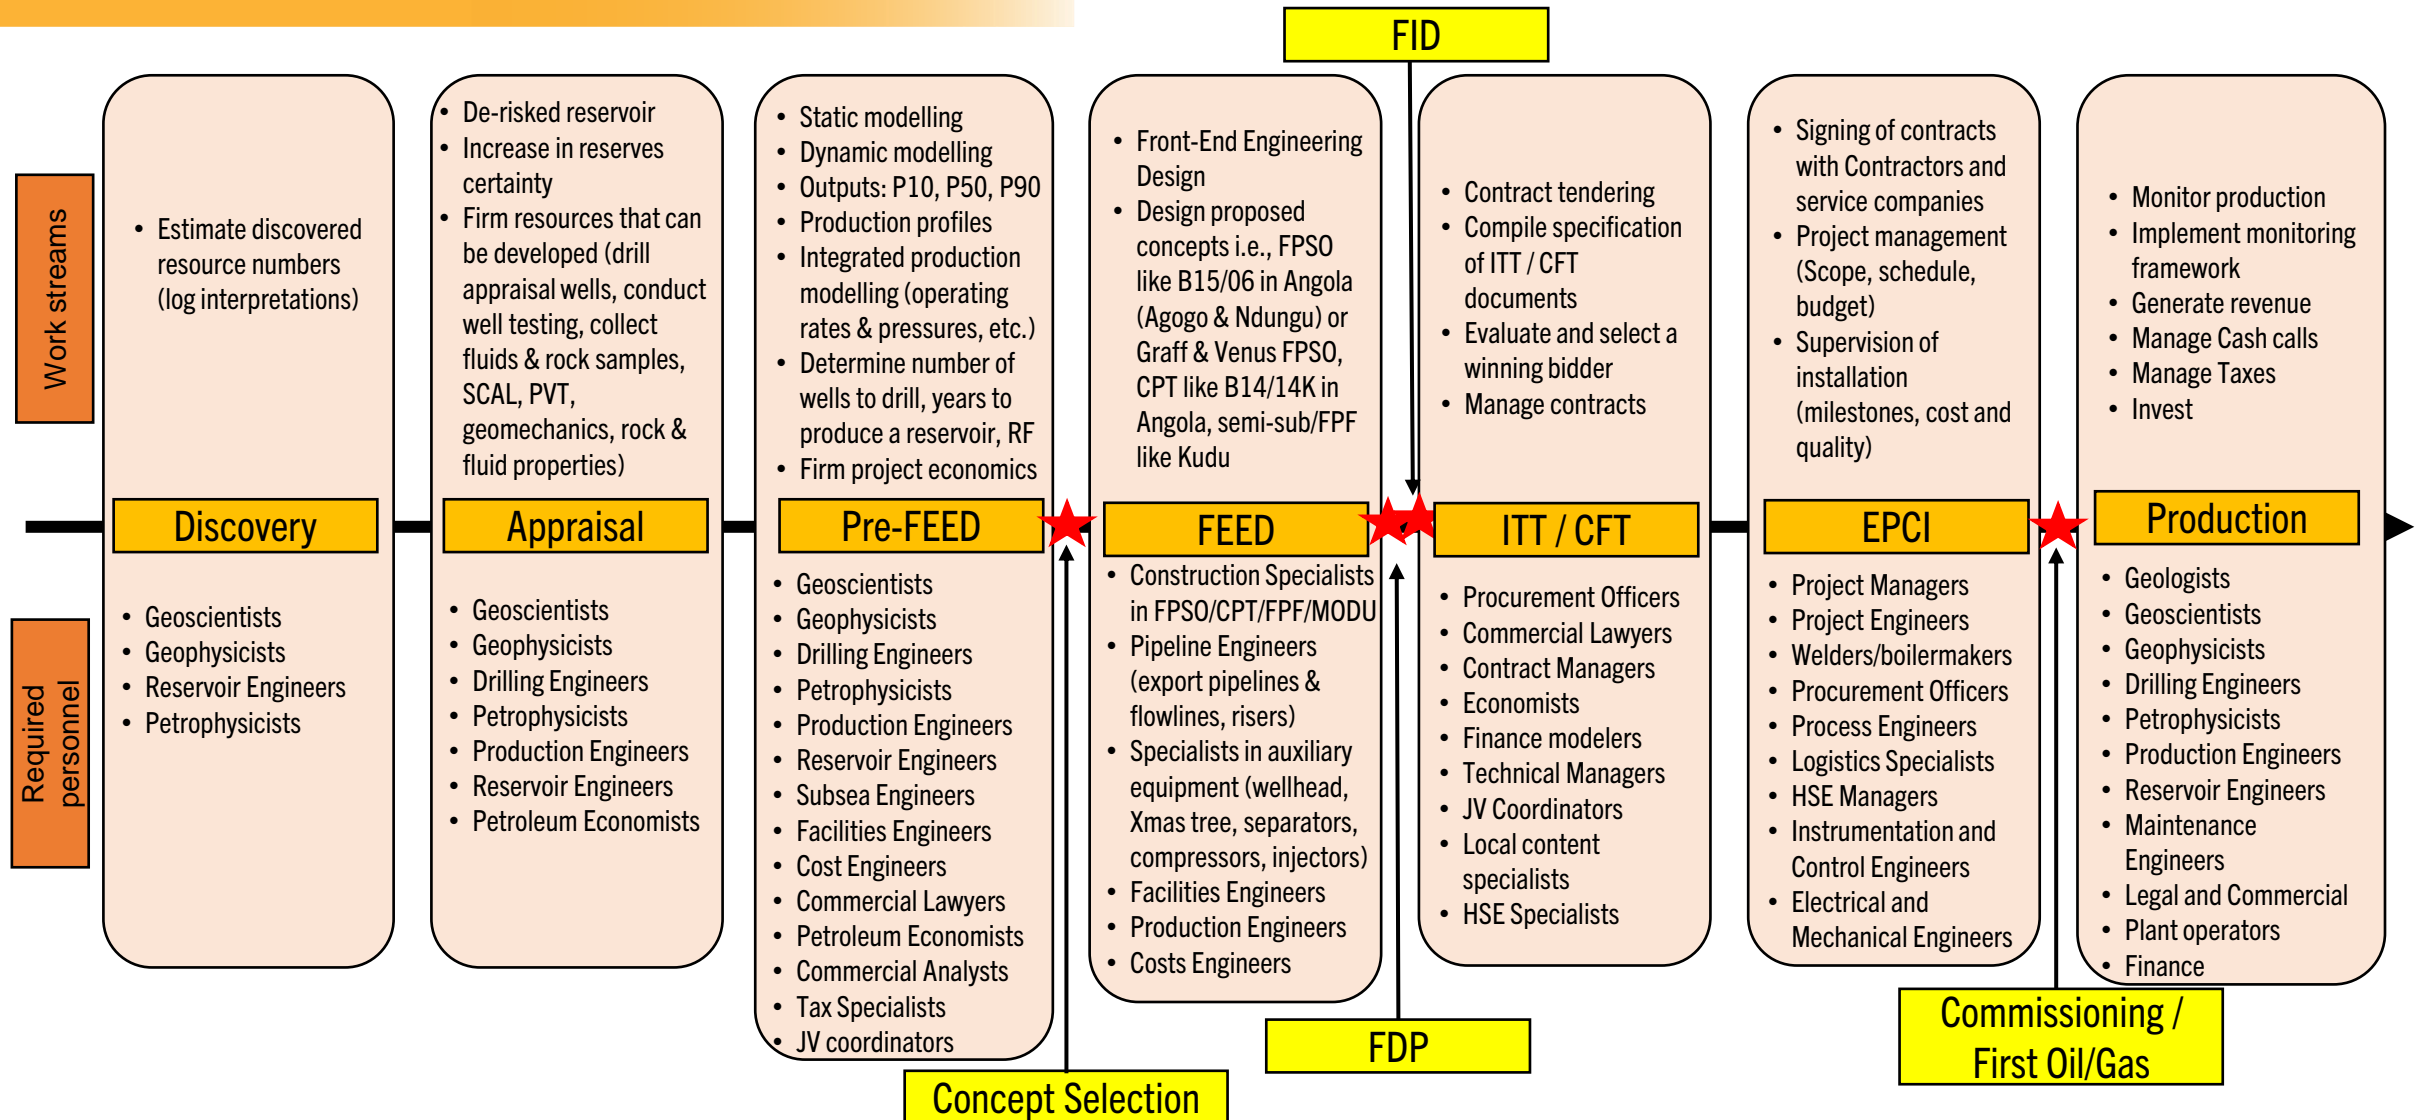 FID
Work streams
• Estimate discovered
resource numbers
(log interpretations)
• De-risked reservoir
• Increase in reserves
certainty
• Firm resources that can
be developed (drill
appraisal wells, conduct
well testing, collect
fluids & rock samples,
SCAL, PVT,
geomechanics, rock &
fluid properties)
• Static modelling
• Dynamic modelling
• Outputs: P10, P50, P90
• Production profiles
• Integrated production
modelling (operating
rates & pressures, etc.)
• Determine number of
wells to drill, years to
produce a reservoir, RF
• Firm project economics
• Front-End Engineering
Design
• Design proposed
concepts i.e., FPSO
like B15/06 in Angola
(Agogo & Ndungu) or
Graff & Venus FPSO,
CPT like B14/14K in
Angola, semi-sub/FPF
like Kudu
• Contract tendering
• Compile specification
of ITT / CFT
documents
• Evaluate and select a
winning bidder
• Manage contracts
• Signing of contracts
with Contractors and
service companies
• Project management
(Scope, schedule,
budget)
• Supervision of
installation
(milestones, cost and
quality)
• Monitor production
• Implement monitoring
framework
• Generate revenue
• Manage Cash calls
• Manage Taxes
• Invest
Discovery
Appraisal
Pre-FEED
FEED
ITT / CFT
EPCI
Production
Required
personnel
• Geoscientists
• Geophysicists
• Reservoir Engineers
• Petrophysicists
• Geoscientists
• Geophysicists
• Drilling Engineers
• Petrophysicists
• Production Engineers
• Reservoir Engineers
• Petroleum Economists
• Geoscientists
• Geophysicists
• Drilling Engineers
• Petrophysicists
• Production Engineers
• Reservoir Engineers
• Subsea Engineers
• Facilities Engineers
• Cost Engineers
• Commercial Lawyers
• Petroleum Economists
• Commercial Analysts
• Tax Specialists
• JV coordinators
• Construction Specialists
in FPSO/CPT/FPF/MODU
• Pipeline Engineers
(export pipelines &
flowlines, risers)
• Specialists in auxiliary
equipment (wellhead,
Xmas tree, separators,
compressors, injectors)
• Facilities Engineers
• Production Engineers
• Costs Engineers
• Procurement Officers
• Commercial Lawyers
• Contract Managers
• Economists
• Finance modelers
• Technical Managers
• JV Coordinators
• Local content
specialists
• HSE Specialists
• Project Managers
• Project Engineers
• Welders/boilermakers
• Procurement Officers
• Process Engineers
• Logistics Specialists
• HSE Managers
• Instrumentation and
Control Engineers
• Electrical and
Mechanical Engineers
• Geologists
• Geoscientists
• Geophysicists
• Drilling Engineers
• Petrophysicists
• Production Engineers
• Reservoir Engineers
• Maintenance
Engineers
• Legal and Commercial
• Plant operators
• Finance
Concept Selection
FDP
Commissioning /
First Oil/Gas